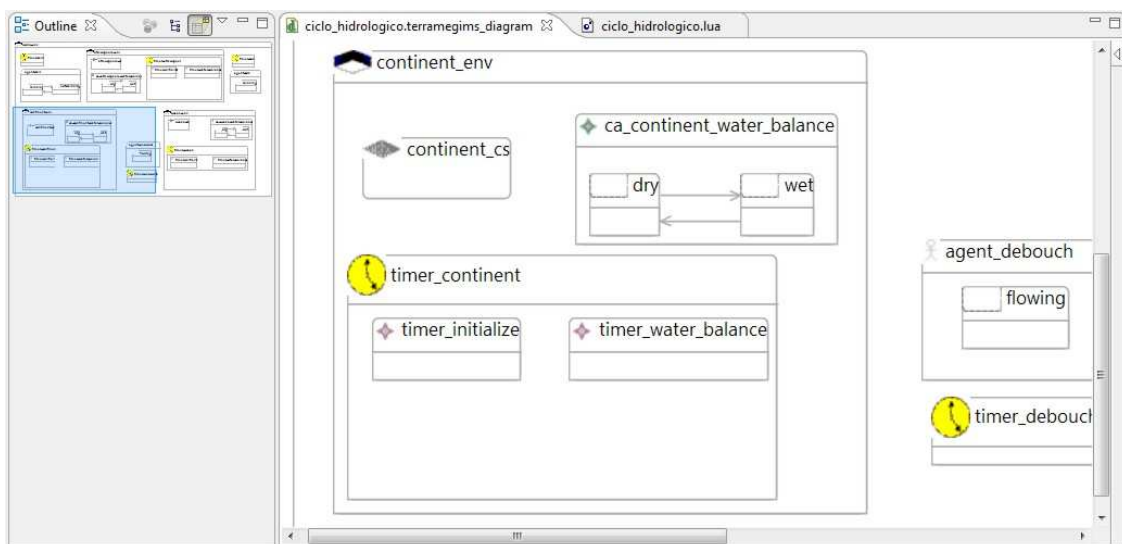 Outline
ciclo_hidrologico.terramegims_diagram
ciclo_hidrologico.lua
continent_env
continent_cs
ca_continent_water_balance
dry
wet
timer_continent
timer_initialize
timer_water_balance
agent_debouch
flowing
timer_debouch